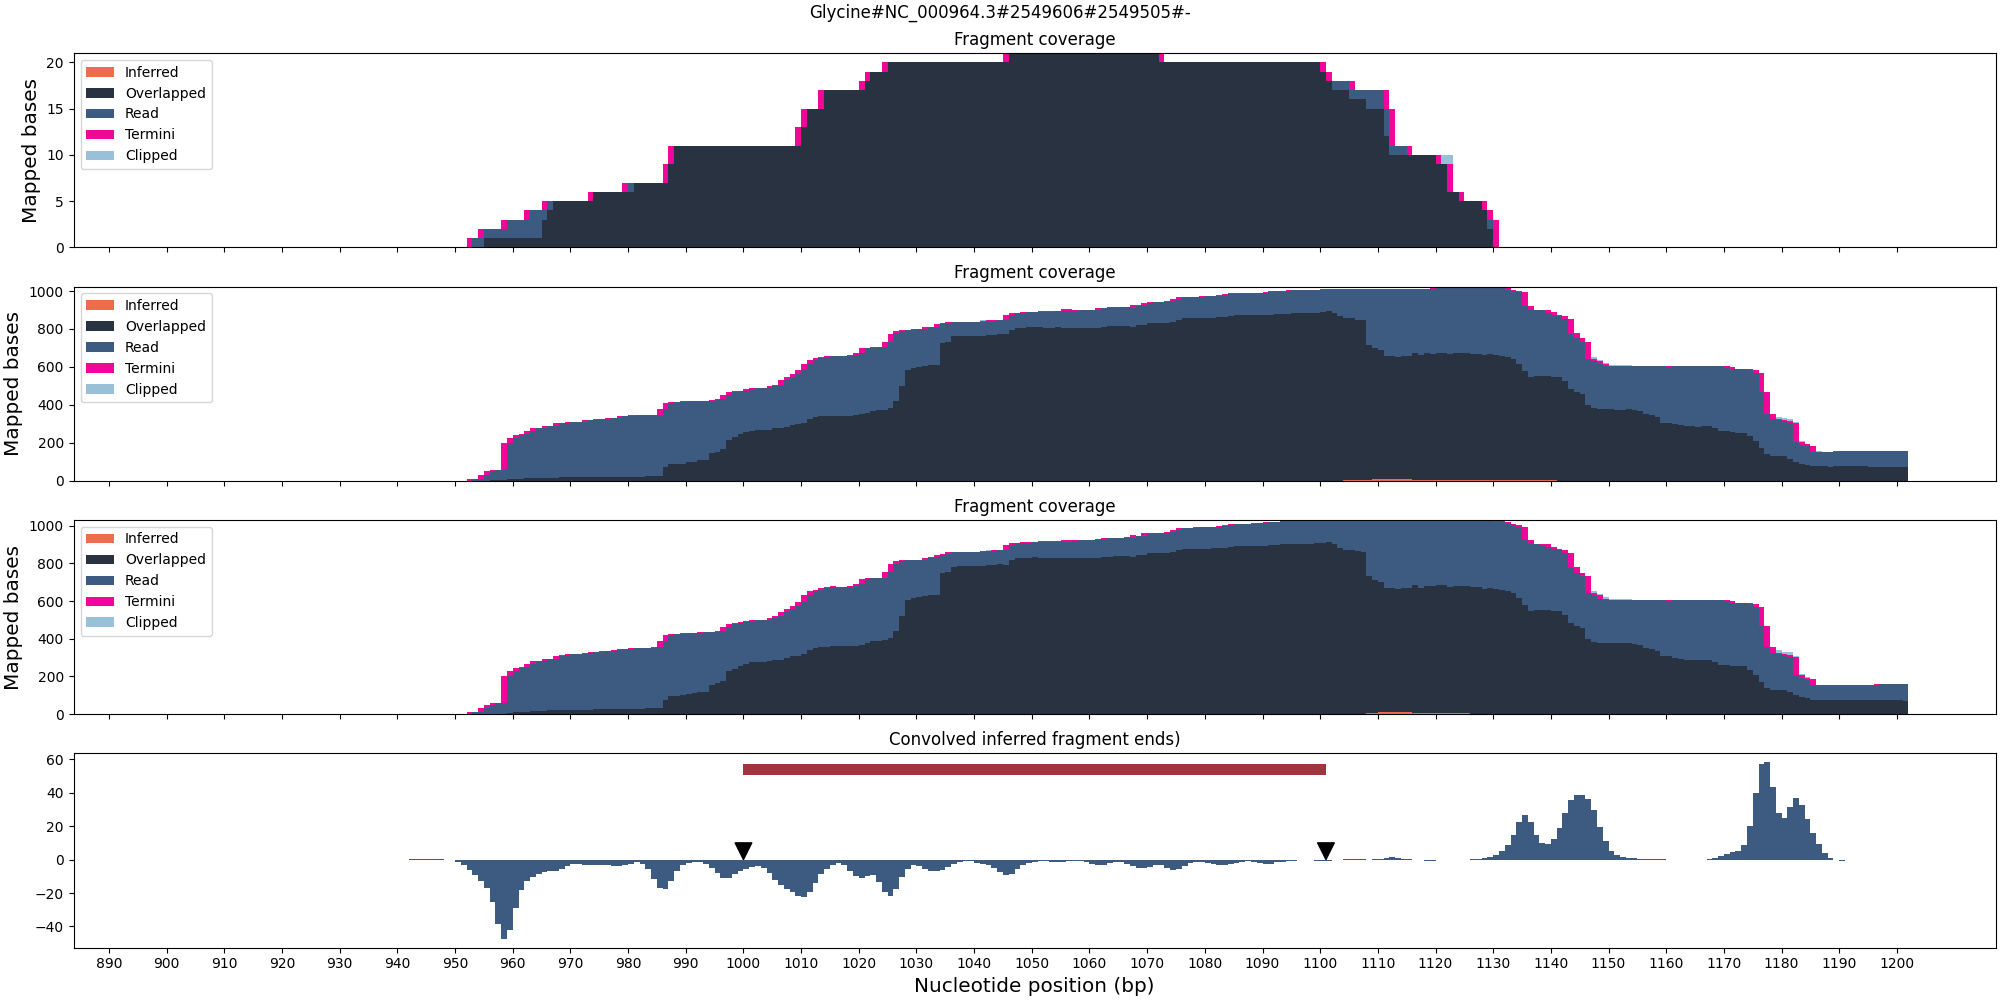 Glycine#NC_000964.3#2549606#2549505#-
Fragment coverage
Mapped bases
20
15
10
5
0
Inferred
Overlapped
Read
Termini
Clipped
Fragment coverage
Mapped bases
1000
800
600
400
200
0
Inferred
Overlapped
Read
Termini
Clipped
Fragment coverage
Mapped bases
1000
800
600
400
200
0
Inferred
Overlapped
Read
Termini
Clipped
Convolved inferred fragment ends)
60
40
20
0
−20
−40
890 900 910 920 930 940 950 960 970 980 990 1000 1010 1020 1030 1040 1050 1060 1070 1080 1090 1100 1110 1120 1130 1140 1150 1160 1170 1180 1190 1200
Nucleotide position (bp)